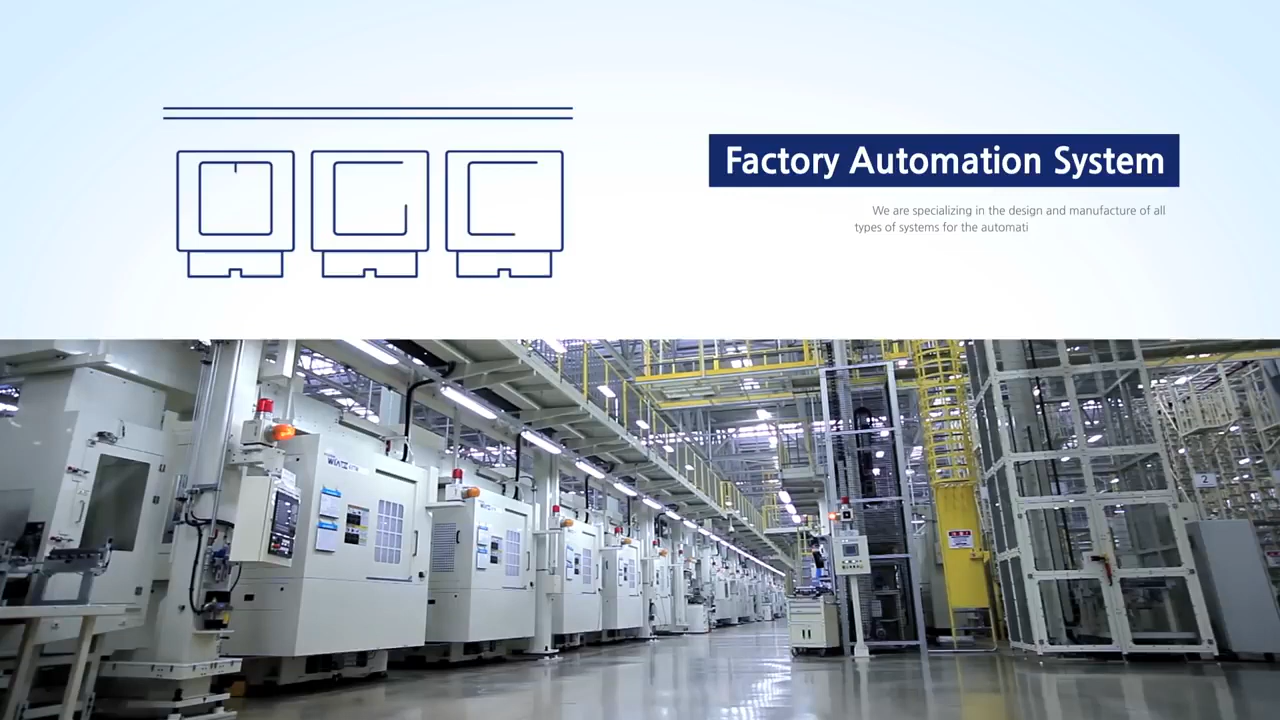 Factory Automation System
We are specializing in the design and manufacture of all
types of systems for the automati
2